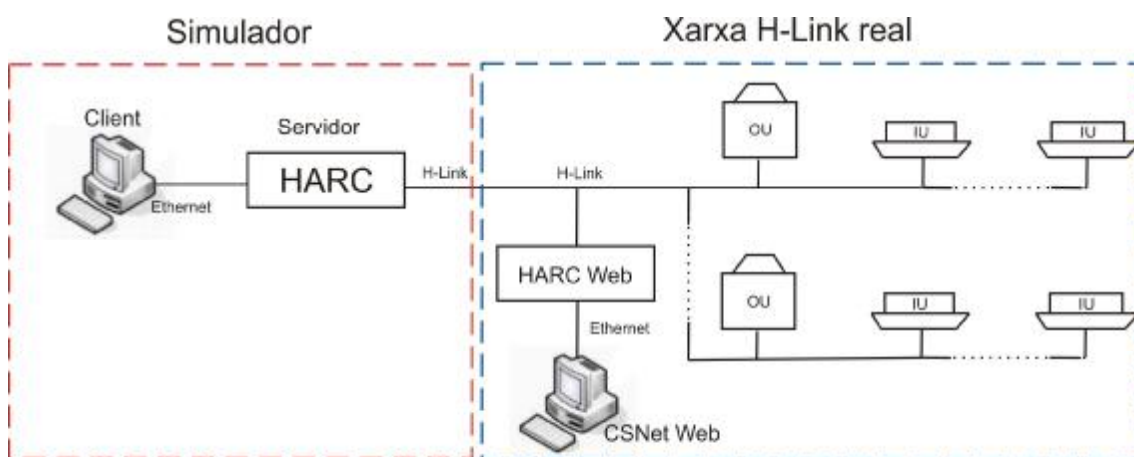 Simulador
Xarxa H-Link real
Client
Servidor
HARC
Ethernet
H-Link
H-Link
OU
IU
IU
HARC Web
Ethernet
OU
IU
IU
CSNet Web